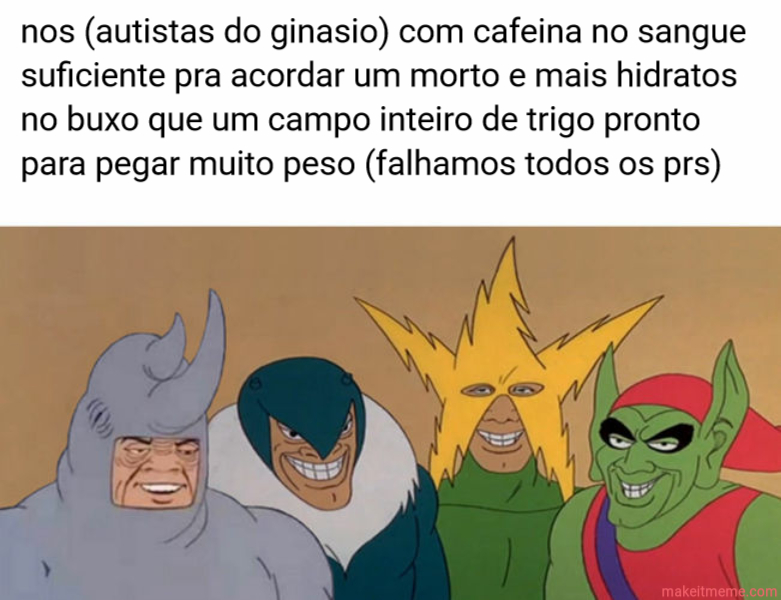 nos (autistas do ginasio) com cafeina no sangue
suficiente pra acordar um morto e mais hidratos
no buxo que um campo inteiro de trigo pronto
para pegar muito peso (falhamos todos os prs)
makeitmeme.com